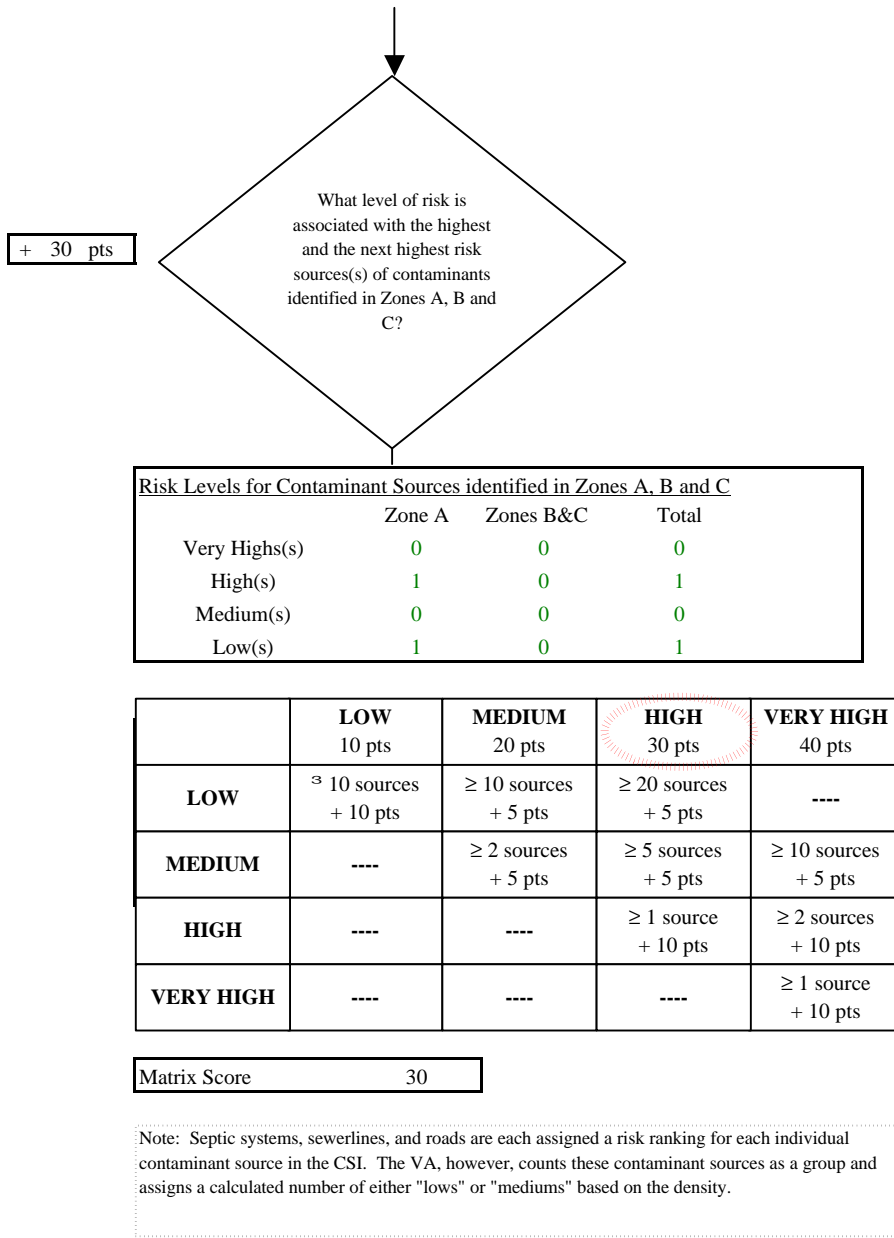 What level of risk is
associated with the highest
and the next highest risk
sources(s) of contaminants
identified in Zones A, B and
C?
+ 30 pts
Risk Levels for Contaminant Sources identified in Zones A, B and C
Zone A Zones B&C Total
Very Highs(s) 0 0 0
High(s) 1 0 1
Medium(s) 0 0 0
Low(s) 1 0 1
LOW MEDIUM HIGH VERY HIGH
10 pts 20 pts 30 pts 40 pts
LOW ³ 10 sources ≥ 10 sources ≥ 20 sources ----
+ 10 pts + 5 pts + 5 pts
MEDIUM ---- ≥ 2 sources ≥ 5 sources ≥ 10 sources
+ 5 pts + 5 pts + 5 pts
HIGH ---- ---- ≥ 1 source ≥ 2 sources
+ 10 pts + 10 pts
VERY HIGH ---- ---- ---- ≥ 1 source
+ 10 pts
Matrix Score 30
Note: Septic systems, sewerlines, and roads are each assigned a risk ranking for each individual
contaminant source in the CSI. The VA, however, counts these contaminant sources as a group and
assigns a calculated number of either "lows" or "mediums" based on the density.